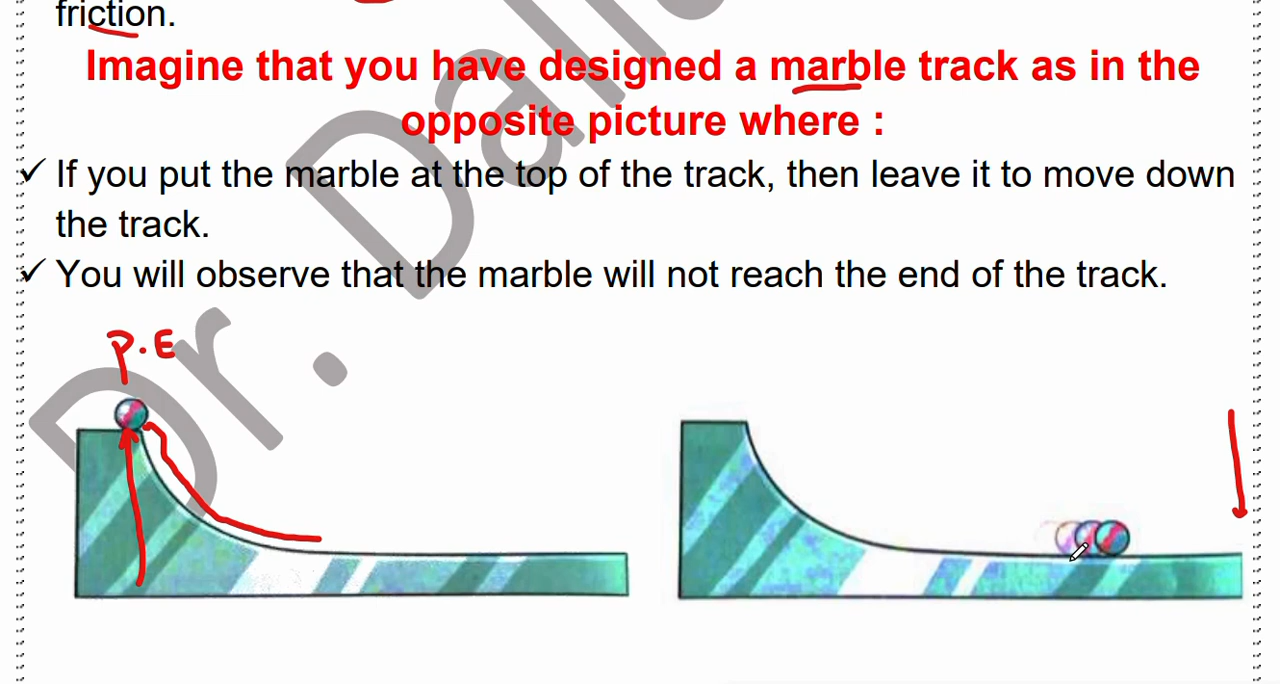 friction.
Imagine that you have designed a marble track as in the
opposite picture where :
✓ If you put the marble at the top of the track, then leave it to move down
the track.
✓ You will observe that the marble will not reach the end of the track.
P.E
Dr.